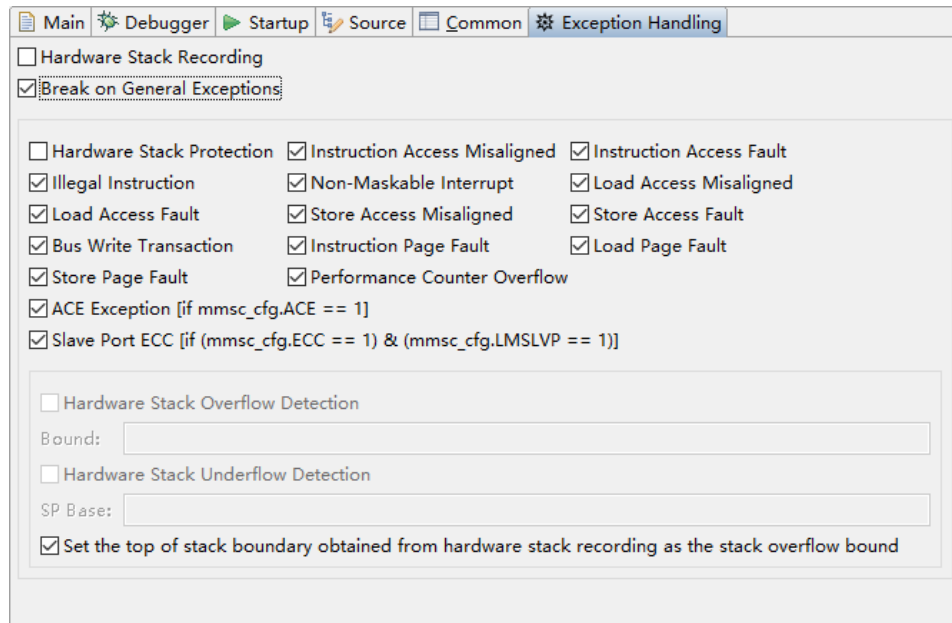 Main Debugger Startup Source Common Exception Handling
Hardware Stack Recording
Break on General Exceptions
Hardware Stack Protection Instruction Access Misaligned Instruction Access Fault
Illegal Instruction Non-Maskable Interrupt Load Access Misaligned
Load Access Fault Store Access Misaligned Store Access Fault
Bus Write Transaction Instruction Page Fault Load Page Fault
Store Page Fault Performance Counter Overflow
ACE Exception [if mmsc_cfg.ACE == 1]
Slave Port ECC [if (mmsc_cfg.ECC == 1) & (mmsc_cfg.LMSLVP == 1)]
Hardware Stack Overflow Detection
Bound:
Hardware Stack Underflow Detection
SP Base:
Set the top of stack boundary obtained from hardware stack recording as the stack overflow bound